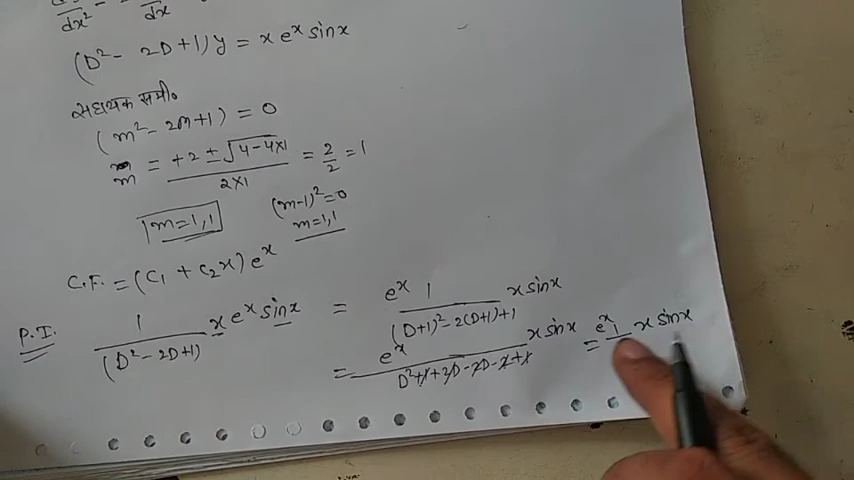 dx² - dx
(D² - 2D + 1) y = x eˣ sin x
सहायक समी०
(m² - 2m + 1) = 0
m = +2 ± √4 - 4×1 / 2×1 = 2/2 = 1
m = 1, 1 (m-1)² = 0
m = 1, 1
C.F. = (C₁ + C₂x) eˣ
P.I. 1/(D² - 2D + 1) x eˣ sin x = eˣ 1/((D+1)² - 2(D+1) + 1) x sin x
= eˣ/(D² + 1 + 2D - 2D - 2 + 1) x sin x = eˣ 1 x sin x